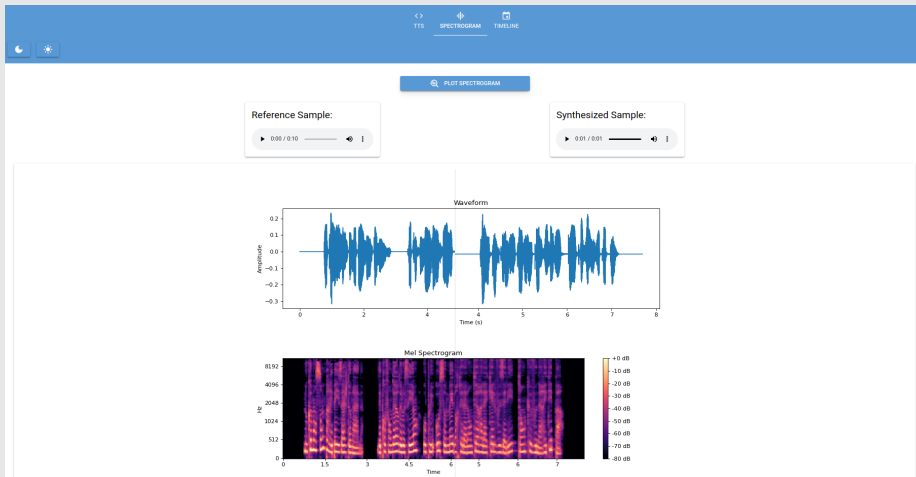 TTS SPECTROGRAM TIMELINE
PLOT SPECTROGRAM
Reference Sample:
0:00 / 0:10
Synthesized Sample:
0:01 / 0:01
Waveform
0.2
0.1
0.0
−0.1
−0.2
−0.3
Amplitude
0 2 4 4 5 6 7 8
Time (s)
Mel Spectrogram
8192
4096
2048
1024
512
0
Hz
0 1.5 3 4.5 6 5 6 7
Time
+0 dB
-10 dB
-20 dB
-30 dB
-40 dB
-50 dB
-60 dB
-70 dB
-80 dB